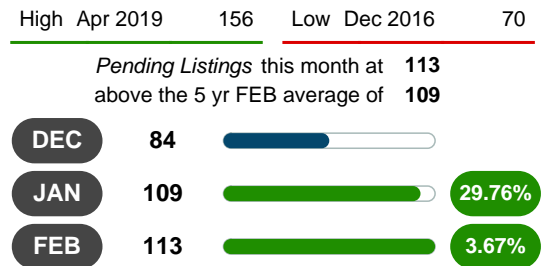 High Apr 2019 156 Low Dec 2016 70
Pending Listings this month at 113
above the 5 yr FEB average of 109
DEC 84
JAN 109 29.76%
FEB 113 3.67%